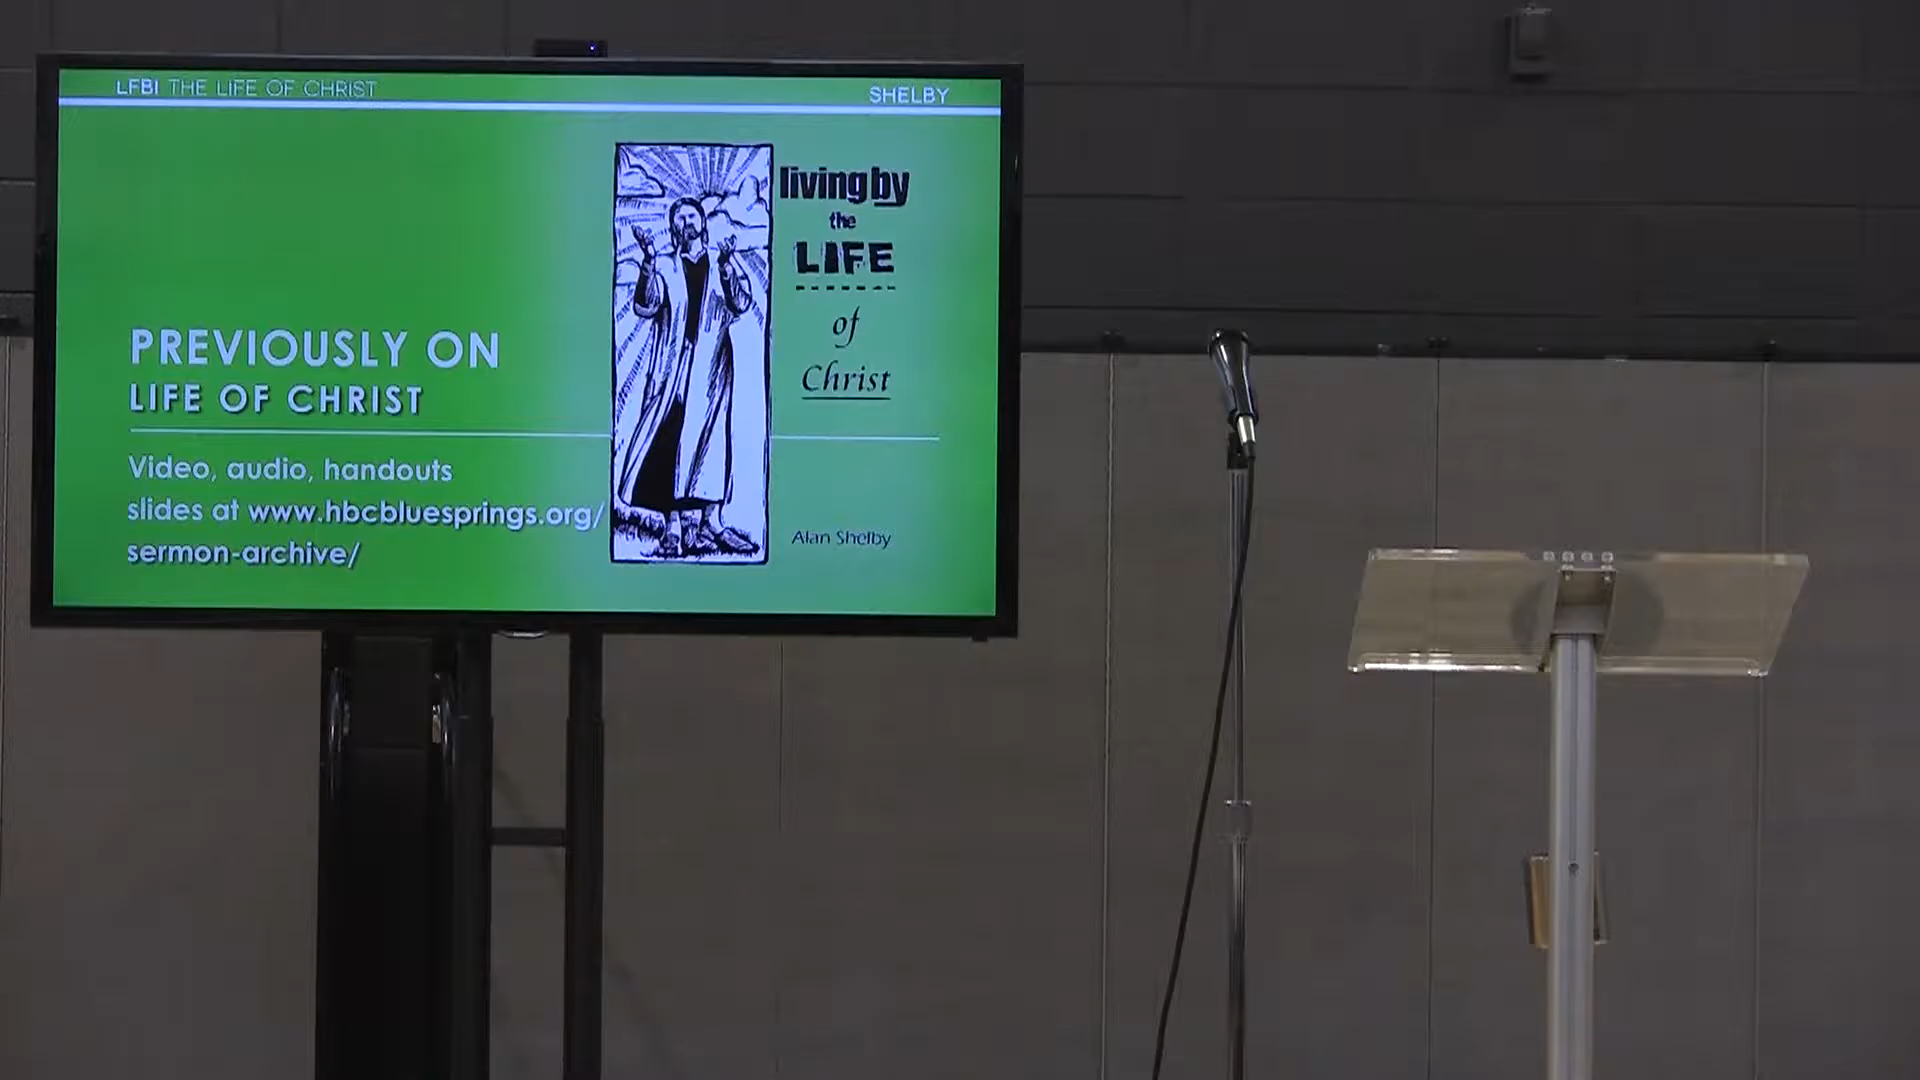 LFBI THE LIFE OF CHRIST
SHELBY
living by
the
LIFE
of
Christ
PREVIOUSLY ON
LIFE OF CHRIST
Video, audio, handouts
slides at www.hbcbluesprings.org/
sermon-archive/
Alan Shelby